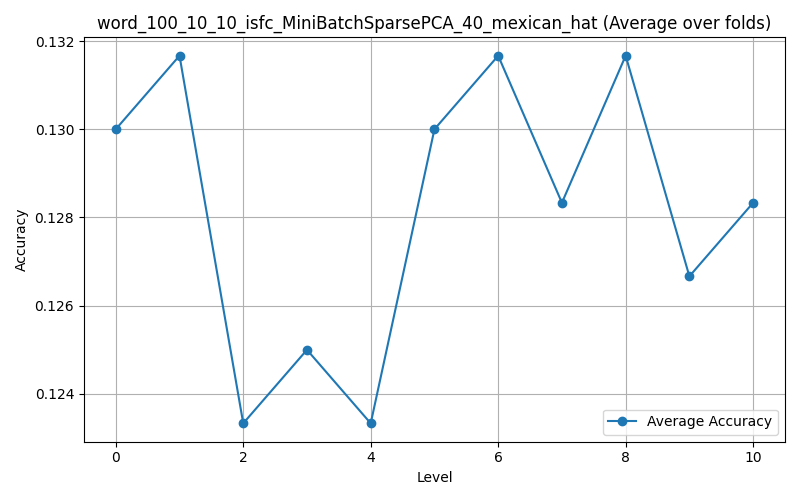 word_100_10_10_isfc_MiniBatchSparsePCA_40_mexican_hat (Average over folds)
0.132
0.130
0.128
0.126
0.124
Accuracy
Average Accuracy
0 2 4 6 8 10
Level